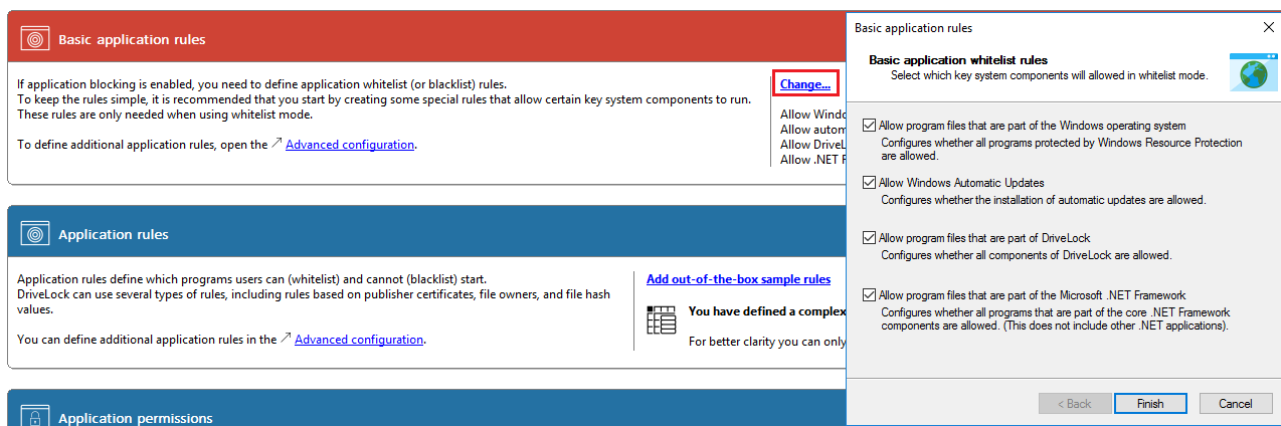 Basic application rules
If application blocking is enabled, you need to define application whitelist (or blacklist) rules.
To keep the rules simple, it is recommended that you start by creating some special rules that allow certain key system components to run.
These rules are only needed when using whitelist mode.
To define additional application rules, open the Advanced configuration.
Change...
Allow Windo
Allow autom
Allow DriveL
Allow .NET F
Application rules
Application rules define which programs users can (whitelist) and cannot (blacklist) start.
DriveLock can use several types of rules, including rules based on publisher certificates, file owners, and file hash
values.
You can define additional application rules in the Advanced configuration.
Add out-of-the-box sample rules
You have defined a complex
For better clarity you can only
Application permissions
Basic application rules
Basic application whitelist rules
Select which key system components will allowed in whitelist mode.
Allow program files that are part of the Windows operating system
Configures whether all programs protected by Windows Resource Protection
are allowed.
Allow Windows Automatic Updates
Configures whether the installation of automatic updates are allowed.
Allow program files that are part of DriveLock
Configures whether all components of DriveLock are allowed.
Allow program files that are part of the Microsoft .NET Framework
Configures whether all programs that are part of the core .NET Framework
components are allowed. (This does not include other .NET applications).
< Back
Finish
Cancel